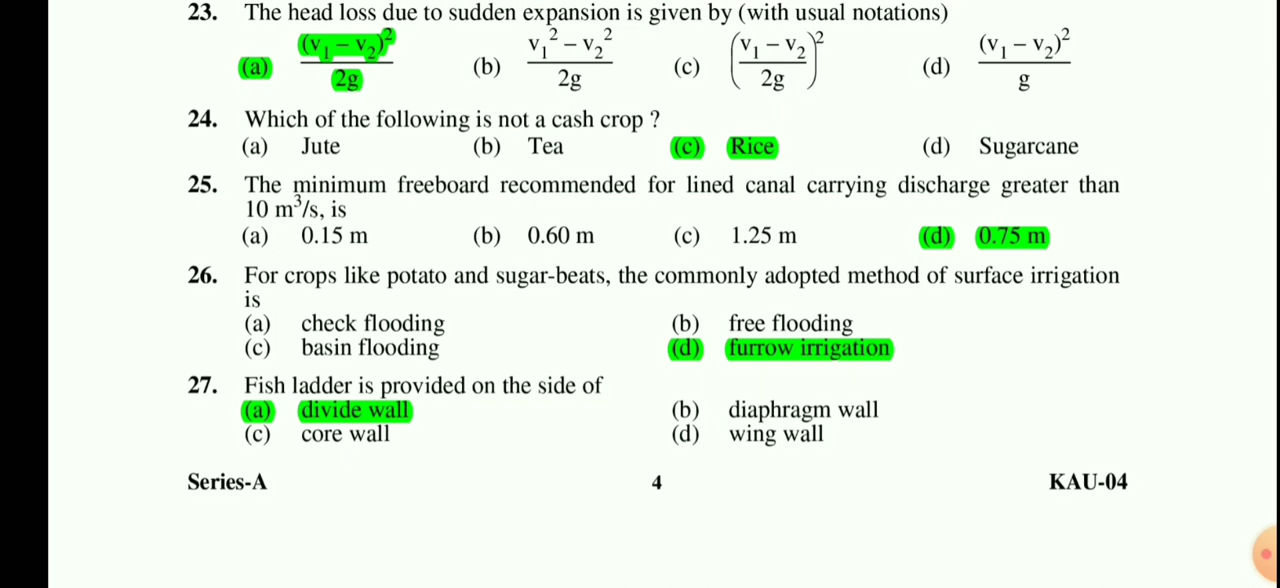 23. The head loss due to sudden expansion is given by (with usual notations)
(a) (v₁ – v₂)²/2g (b) v₁² – v₂²/2g (c) (v₁ – v₂/2g)² (d) (v₁ – v₂)²/g
24. Which of the following is not a cash crop ?
(a) Jute (b) Tea (c) Rice (d) Sugarcane
25. The minimum freeboard recommended for lined canal carrying discharge greater than
10 m³/s, is
(a) 0.15 m (b) 0.60 m (c) 1.25 m (d) 0.75 m
26. For crops like potato and sugar-beats, the commonly adopted method of surface irrigation
is
(a) check flooding (b) free flooding
(c) basin flooding (d) furrow irrigation
27. Fish ladder is provided on the side of
(a) divide wall (b) diaphragm wall
(c) core wall (d) wing wall
Series-A 4 KAU-04